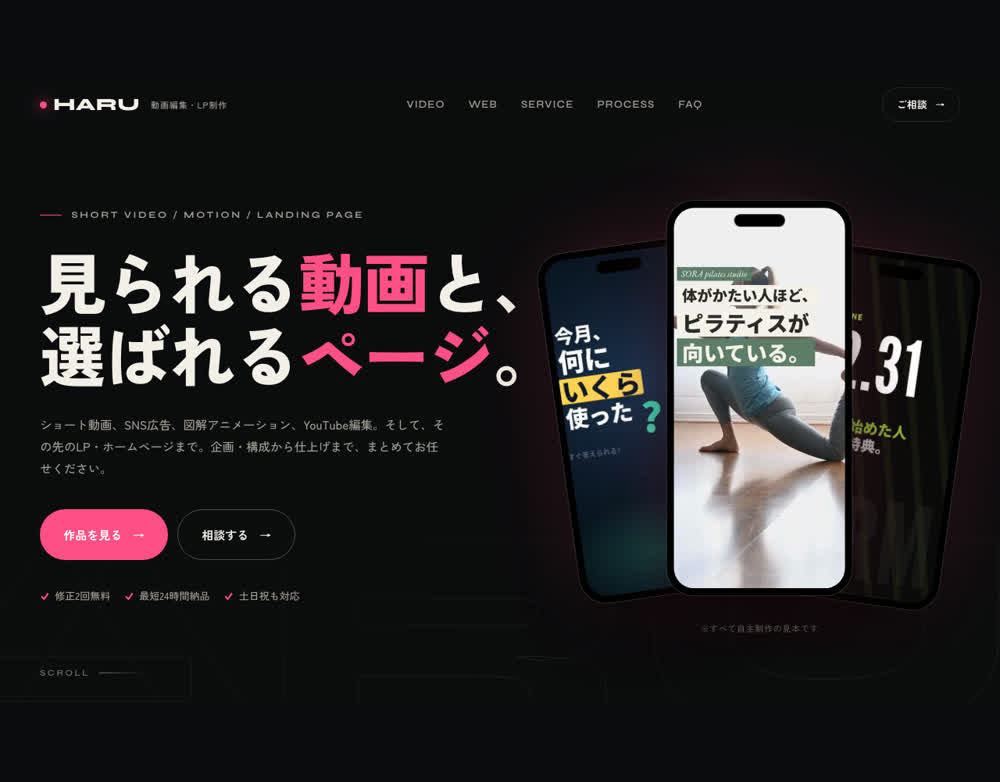 HARU 動画編集・LP制作
VIDEO WEB SERVICE PROCESS FAQ
ご相談 →
SHORT VIDEO / MOTION / LANDING PAGE
見られる動画と、
選ばれるページ。
ショート動画、SNS広告、図解アニメーション、YouTube編集。そして、そ
の先のLP・ホームページまで。企画・構成から仕上げまで、まとめてお任
せください。
作品を見る →
相談する →
修正2回無料 最短24時間納品 土日祝も対応
SCROLL
今月、
何に
いくら
使った?
SORA pilates studio
体がかたい人ほど、
ピラティスが
向いている。
2.31
始めた人
特典。
※すべて自主制作の見本です